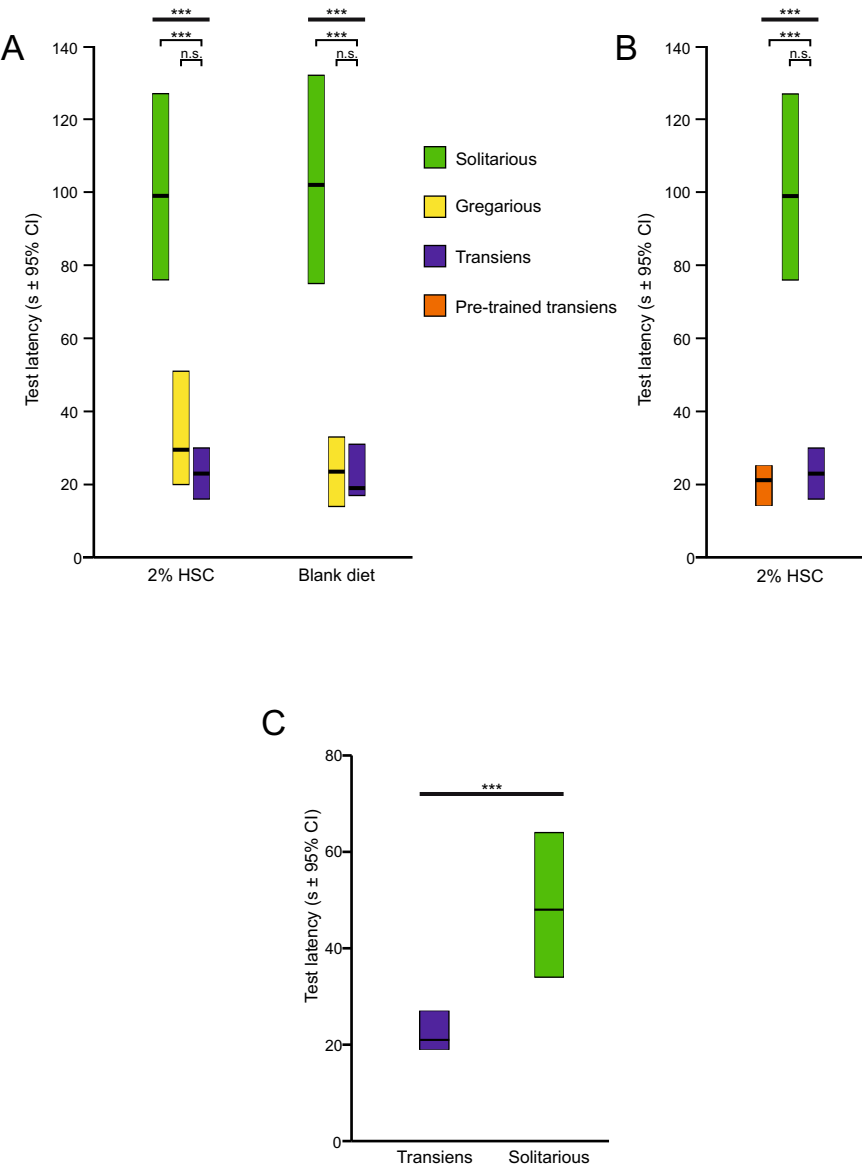 A
***
***
n.s.
***
***
n.s.
140
120
100
80
60
40
20
0
Test latency (s ± 95% CI)
2% HSC
Blank diet
Solitarious
Gregarious
Transiens
Pre-trained transiens
B
***
***
n.s.
140
120
100
80
60
40
20
0
Test latency (s ± 95% CI)
2% HSC
C
***
80
60
40
20
0
Test latency (s ± 95% CI)
Transiens
Solitarious